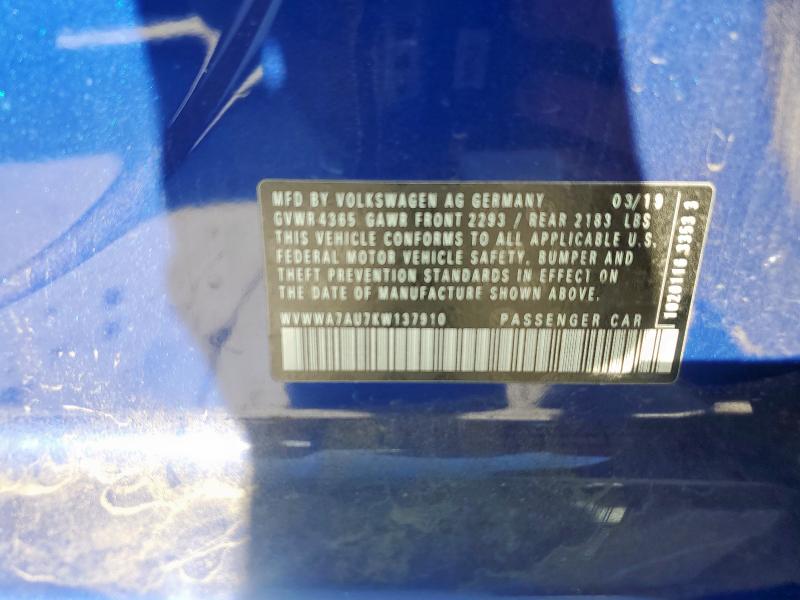 MFD BY VOLKSWAGEN AG GERMANY 03/19
GVWR 4365 GAWR FRONT 2293 / REAR 2183 LBS
THIS VEHICLE CONFORMS TO ALL APPLICABLE U.S.
FEDERAL MOTOR VEHICLE SAFETY, BUMPER AND
THEFT PREVENTION STANDARDS IN EFFECT ON
THE DATE OF MANUFACTURE SHOWN ABOVE.
WVWWA7AU7KW137910 PASSENGER CAR
3353 3